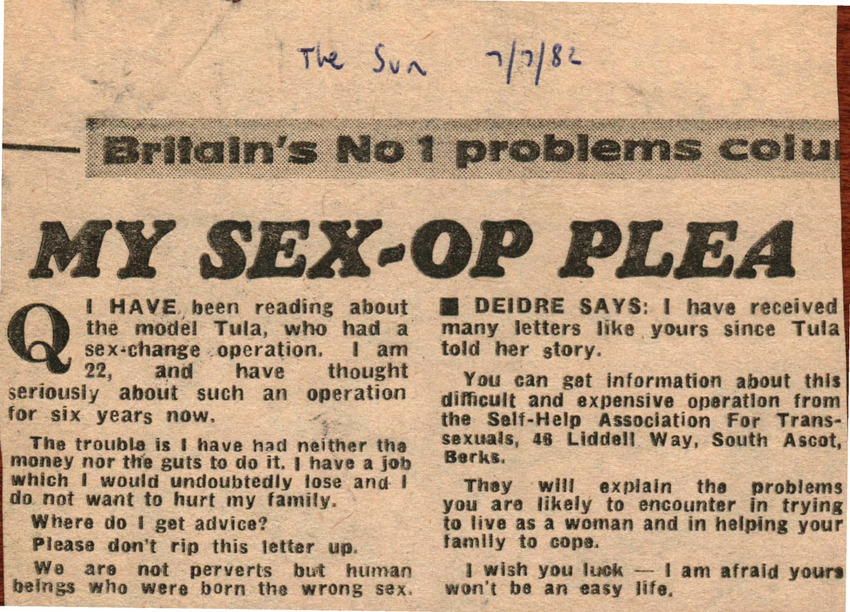 The Sun 7/7/82
Britain's No 1 problems colu
MY SEX-OP PLEA
Q I HAVE been reading about
the model Tula, who had a
sex-change operation. I am
22, and have thought
seriously about such an operation
for six years now.
The trouble is I have had neither the
money nor the guts to do it. I have a job
which I would undoubtedly lose and I
do not want to hurt my family.
Where do I get advice?
Please don't rip this letter up.
We are not perverts but human
beings who were born the wrong sex.
■ DEIDRE SAYS: I have received
many letters like yours since Tula
told her story.
You can get information about this
difficult and expensive operation from
the Self-Help Association For Trans-
sexuals, 46 Liddell Way, South Ascot,
Berks.
They will explain the problems
you are likely to encounter in trying
to live as a woman and in helping your
family to cope.
I wish you luck — I am afraid yours
won't be an easy life.